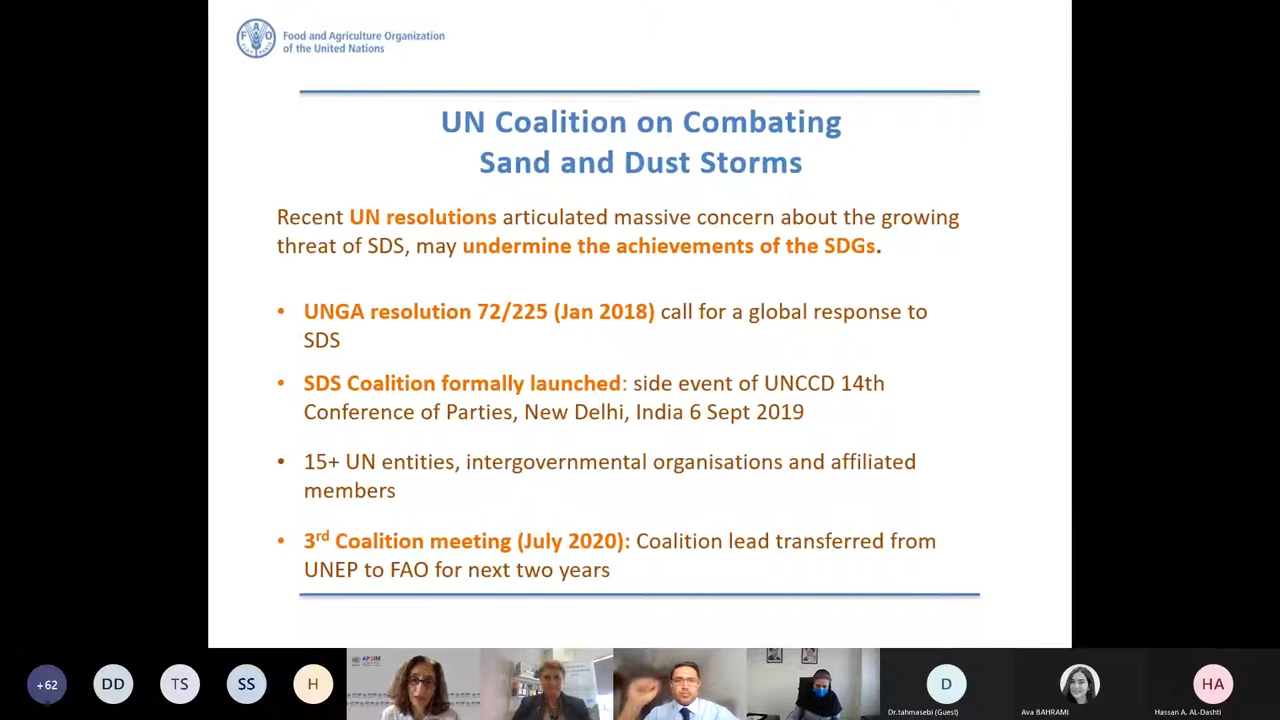 Food and Agriculture Organization
of the United Nations
UN Coalition on Combating
Sand and Dust Storms
Recent UN resolutions articulated massive concern about the growing
threat of SDS, may undermine the achievements of the SDGs.
• UNGA resolution 72/225 (Jan 2018) call for a global response to
SDS
• SDS Coalition formally launched: side event of UNCCD 14th
Conference of Parties, New Delhi, India 6 Sept 2019
• 15+ UN entities, intergovernmental organisations and affiliated
members
• 3rd Coalition meeting (July 2020): Coalition lead transferred from
UNEP to FAO for next two years
+62
DD
TS
SS
H
APDIM
D
HA
Dr.tahmasebi (Guest)
Ava BAHRAMI
Hassan A. AL-Dashti